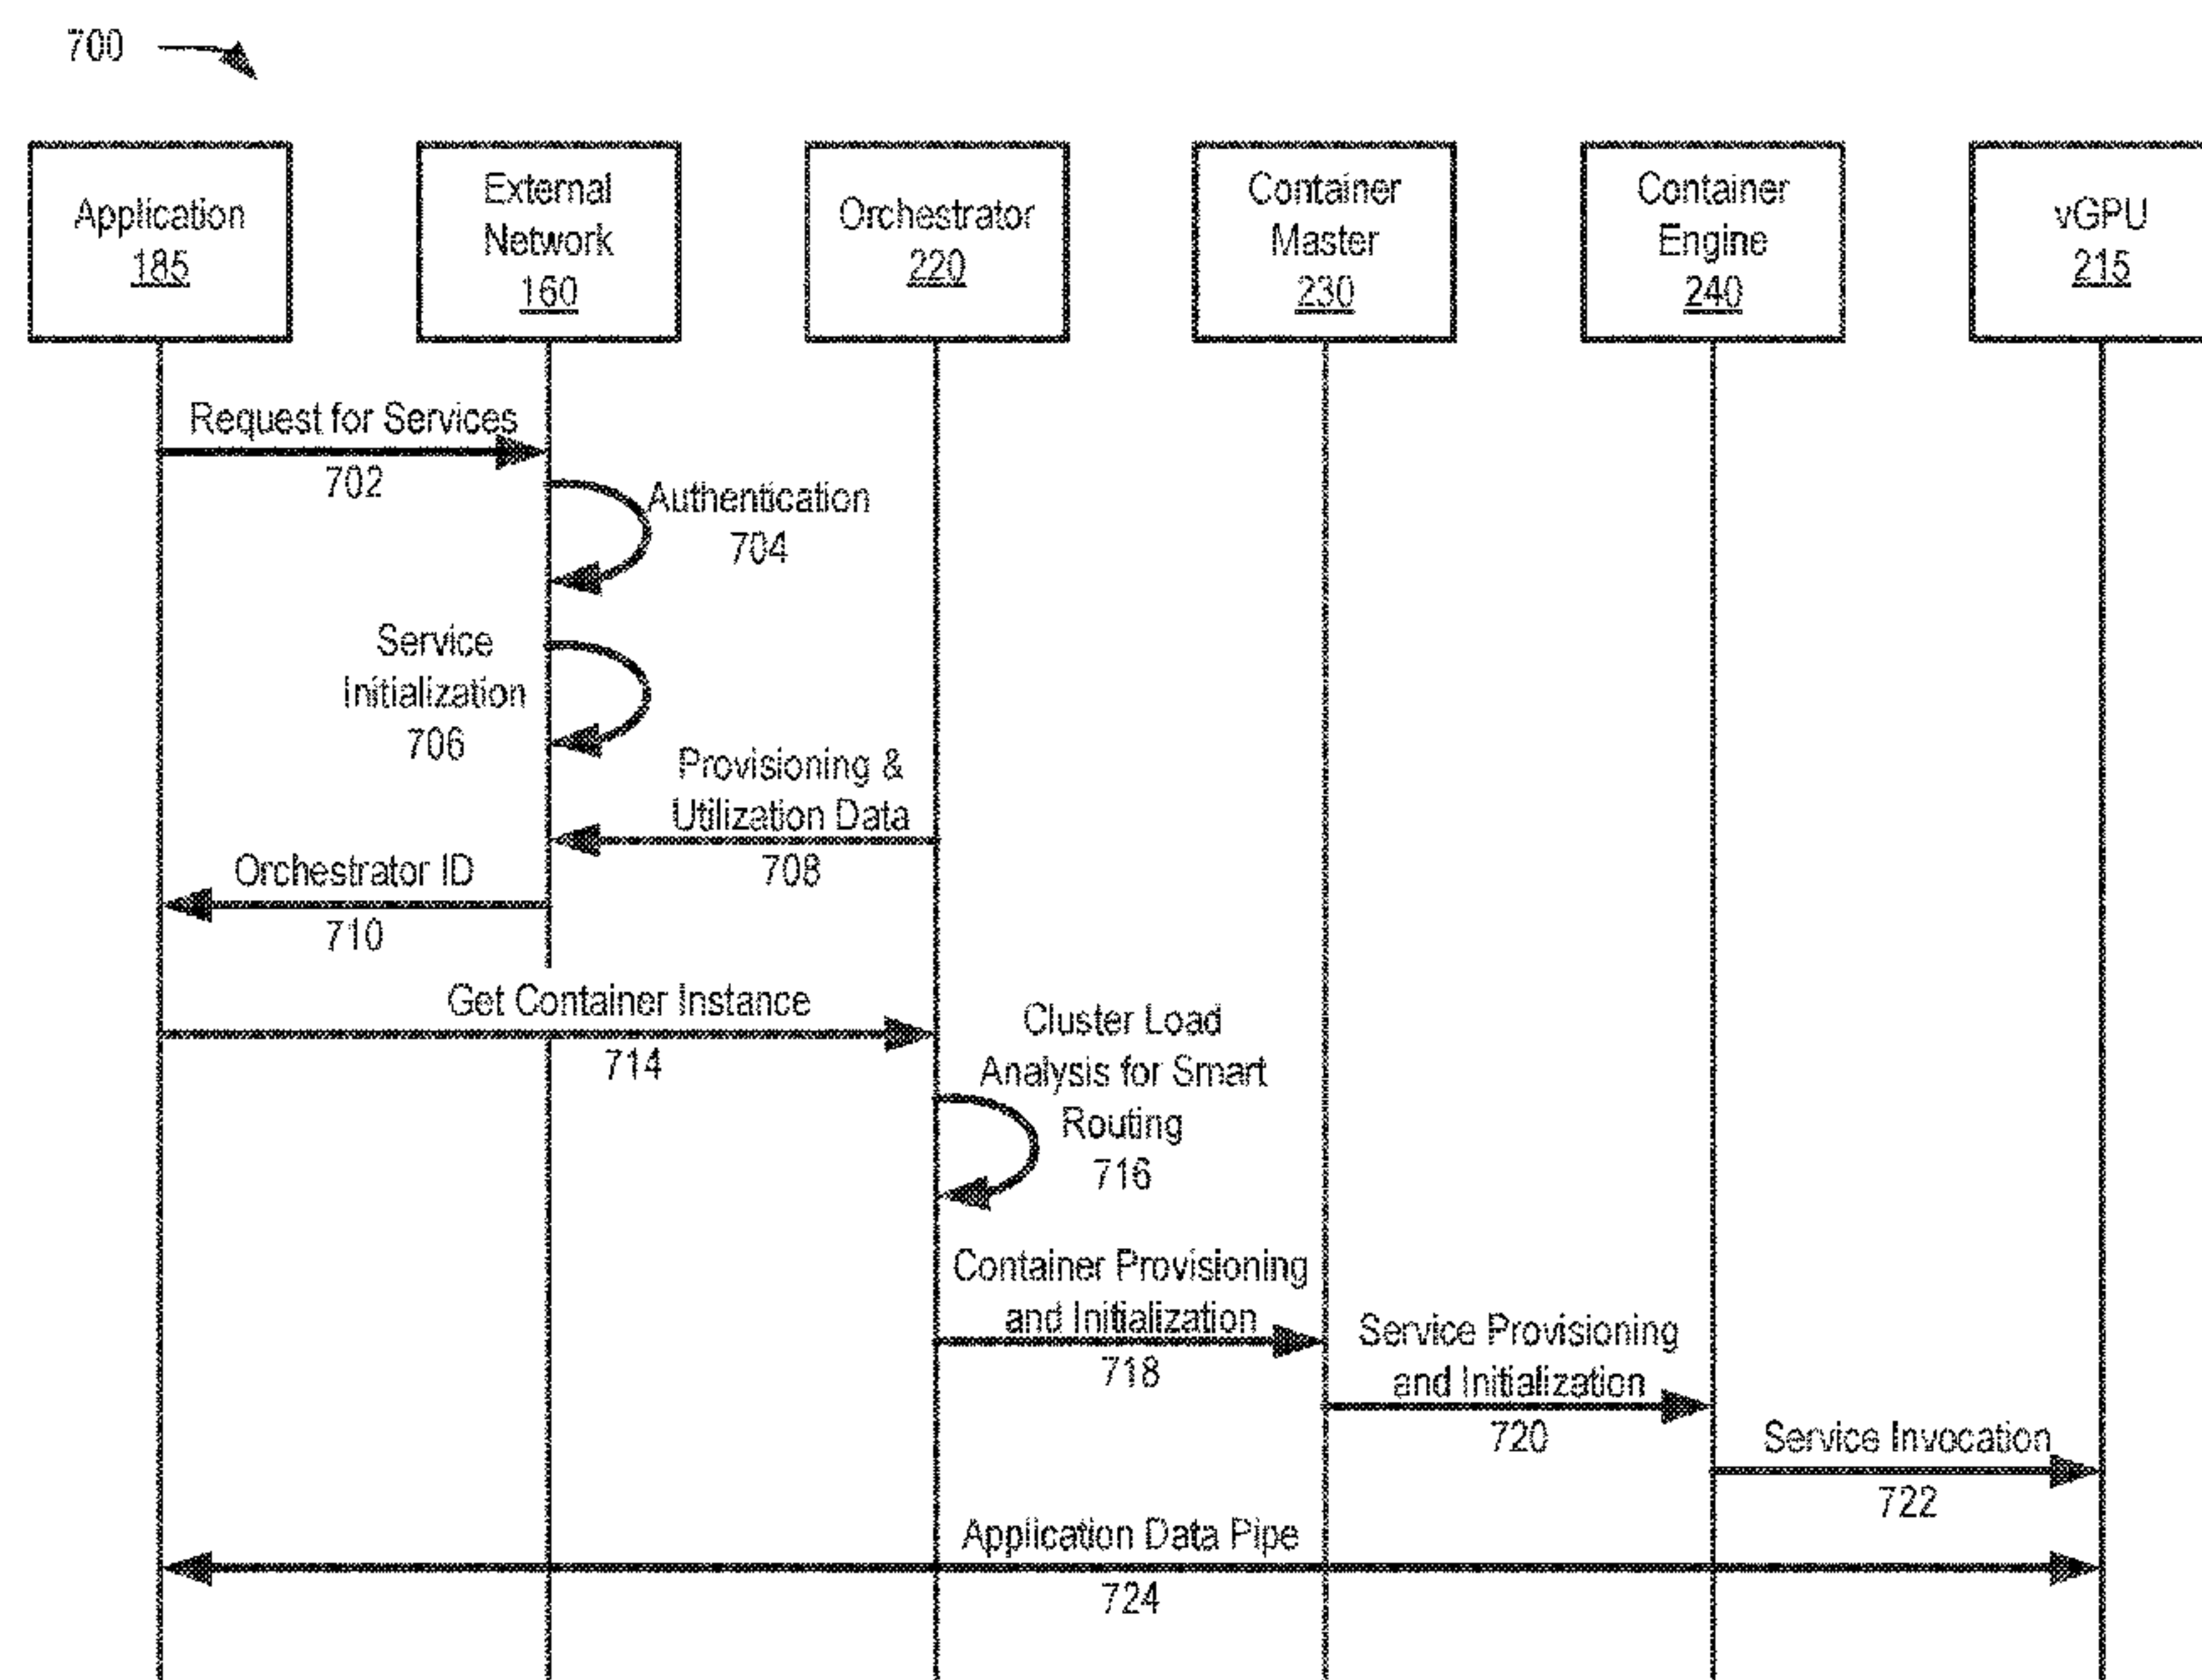 700
Application
185
External
Network
160
Orchestrator
220
Container
Master
230
Container
Engine
240
vGPU
215
Request for Services
702
Authentication
704
Service
Initialization
706
Provisioning &
Utilization Data
708
Orchestrator ID
710
Get Container Instance
714
Cluster Load
Analysis for Smart
Routing
716
Container Provisioning
and Initialization
718
Service Provisioning
and Initialization
720
Service Invocation
722
Application Data Pipe
724